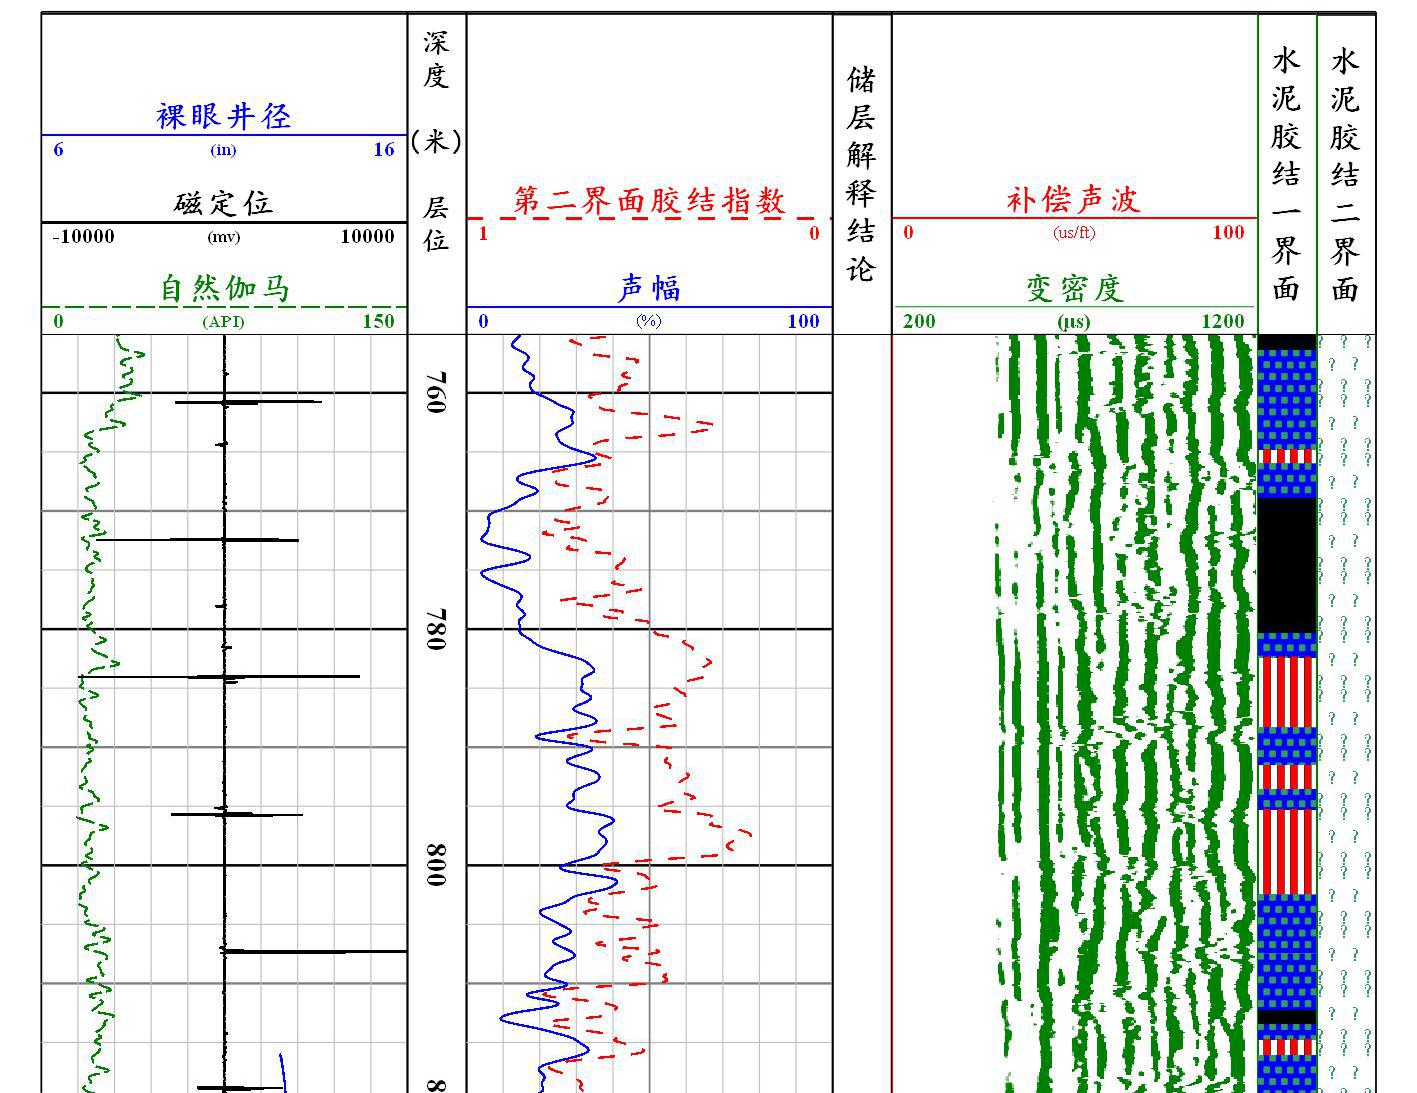 裸眼井径
6 (in) 16
磁定位
-10000 (mv) 10000
自然伽马
0 (API) 150
深度
(米)
层位
第二界面胶结指数
1 0
声幅
0 (%) 100
储层解释结论
补偿声波
0 (us/ft) 100
变密度
200 (μs) 1200
水泥胶结一界面
水泥胶结二界面
760
780
800
8